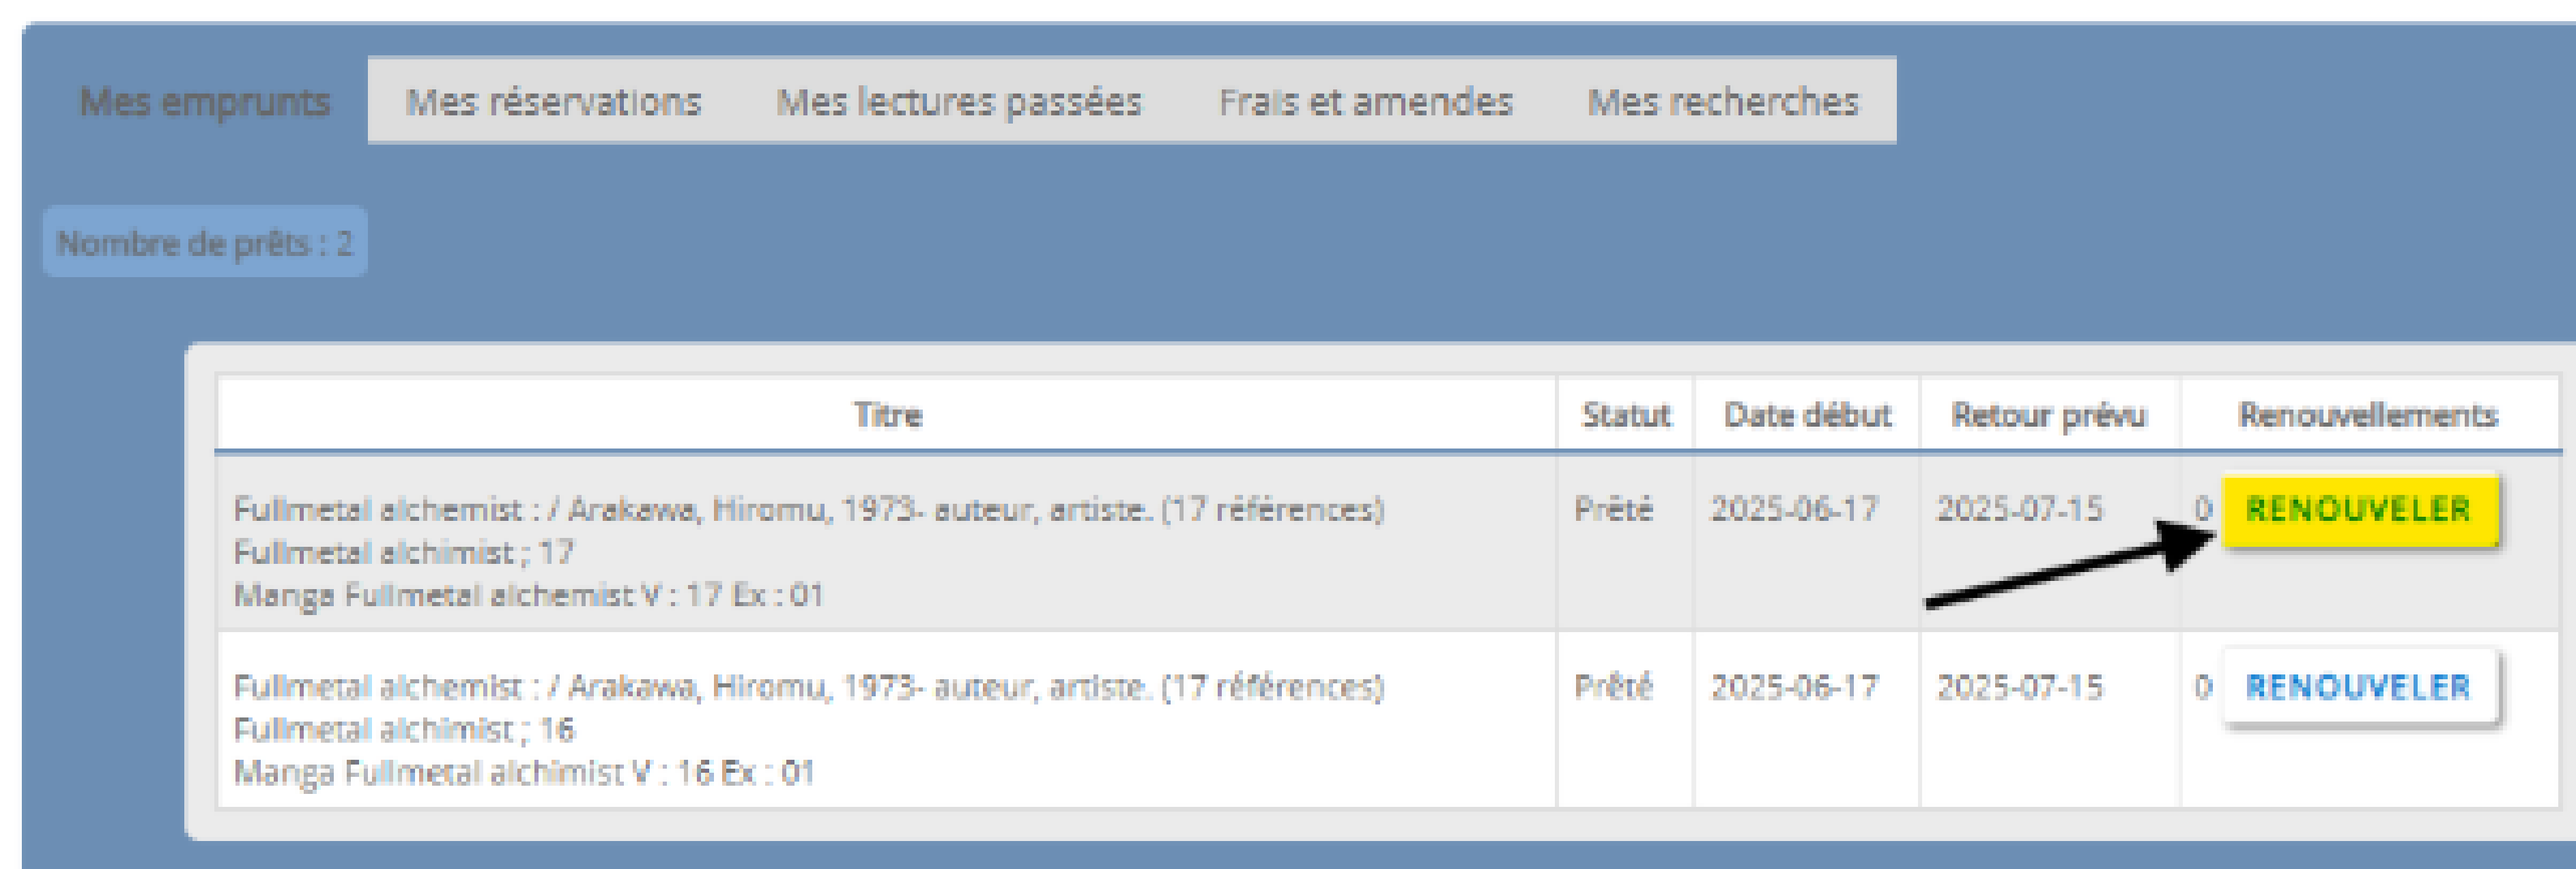 Mes emprunts Mes réservations Mes lectures passées Frais et amendes Mes recherches
Nombre de prêts : 2
Titre Statut Date début Retour prévu Renouvellements
Fullmetal alchemist : / Arakawa, Hiromu, 1973- auteur, artiste. (17 références) Prêté 2025-06-17 2025-07-15 0 RENOUVELER
Fullmetal alchimist ; 17
Manga Fullmetal alchemist V : 17 Ex : 01
Fullmetal alchemist : / Arakawa, Hiromu, 1973- auteur, artiste. (17 références) Prêté 2025-06-17 2025-07-15 0 RENOUVELER
Fullmetal alchimist ; 16
Manga Fullmetal alchimist V : 16 Ex : 01